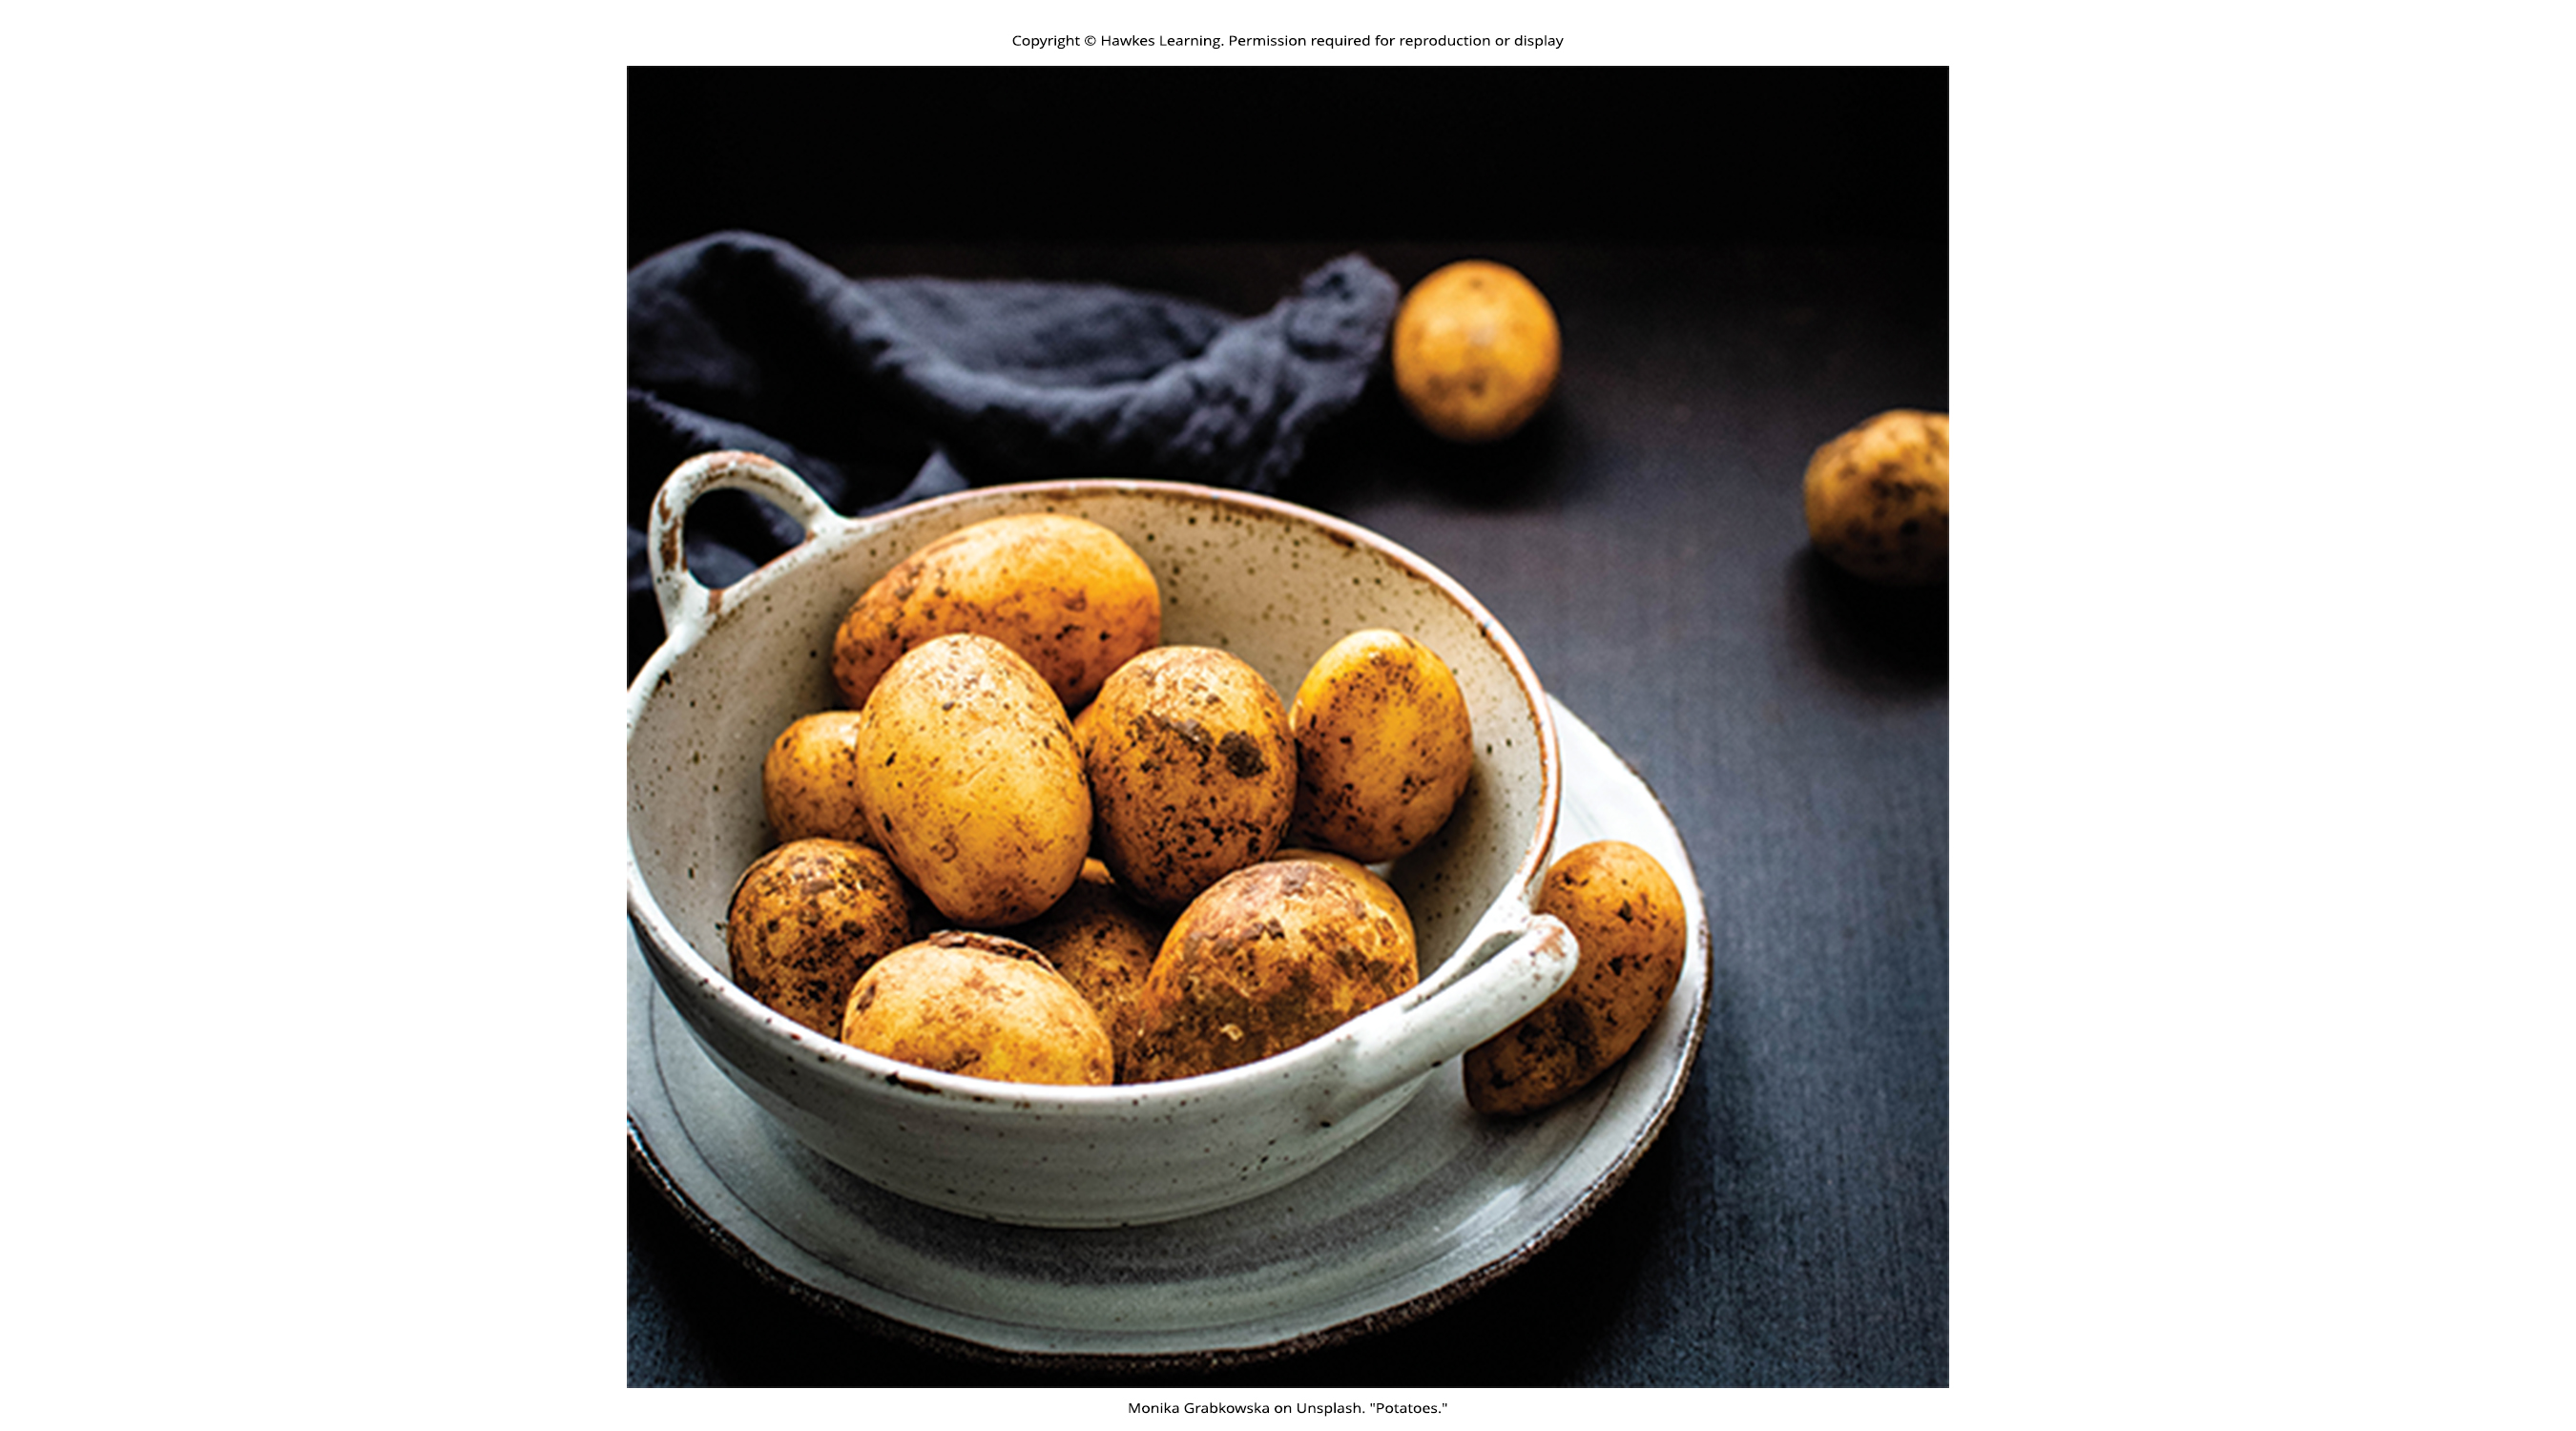 Copyright © Hawkes Learning. Permission required for reproduction or display
Monika Grabkowska on Unsplash. "Potatoes."